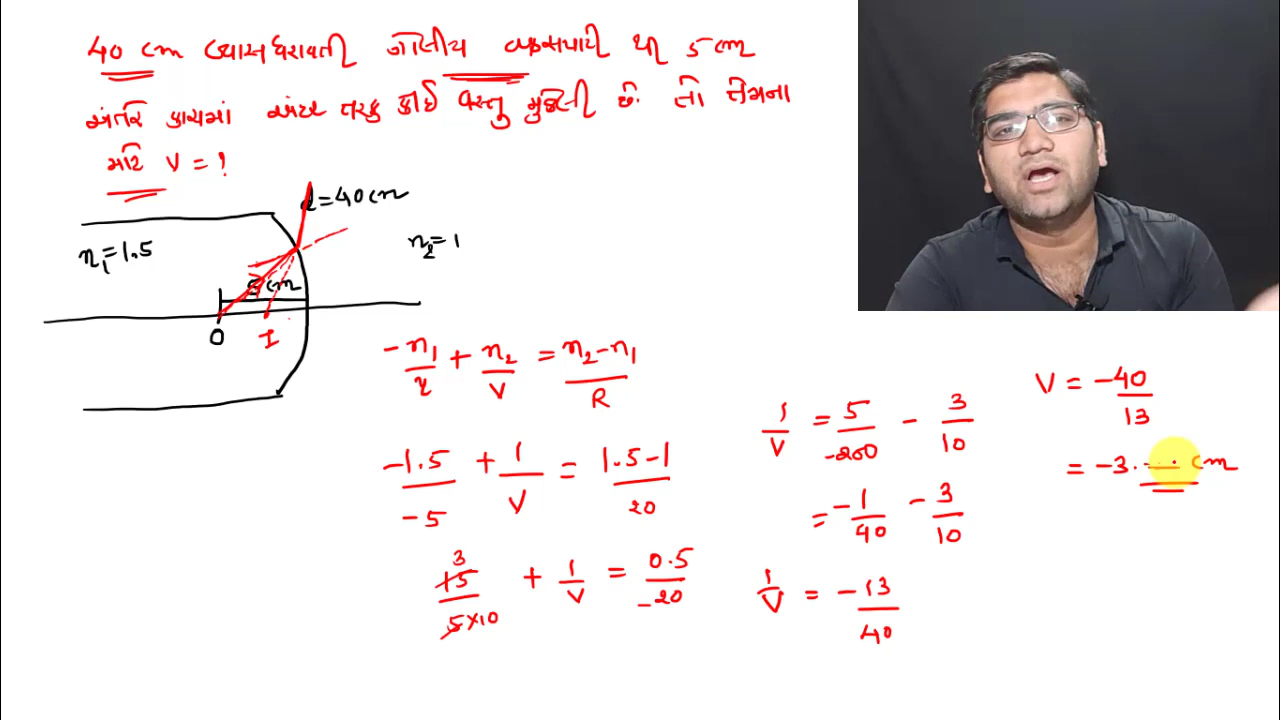 40 cm વ્યાસ ધરાવતી ગોલીય વક્રસપાટી થી 5 cm
અંતરે કાચમાં અંદર તરફ કોઈ વસ્તુ મુકેલી છે. તો તેમના
માટે V = ?
d = 40 cm
n₁ = 1.5
n₂ = 1
5 cm
O
I
-n₁/u + n₂/V = n₂-n₁/R
-1.5/-5 + 1/V = 1.5-1/20
3
15/5×10 + 1/V = 0.5/-20
1/V = 5/-200 - 3/10
= -1/40 - 3/10
1/V = -13/40
V = -40/13
= -3. cm